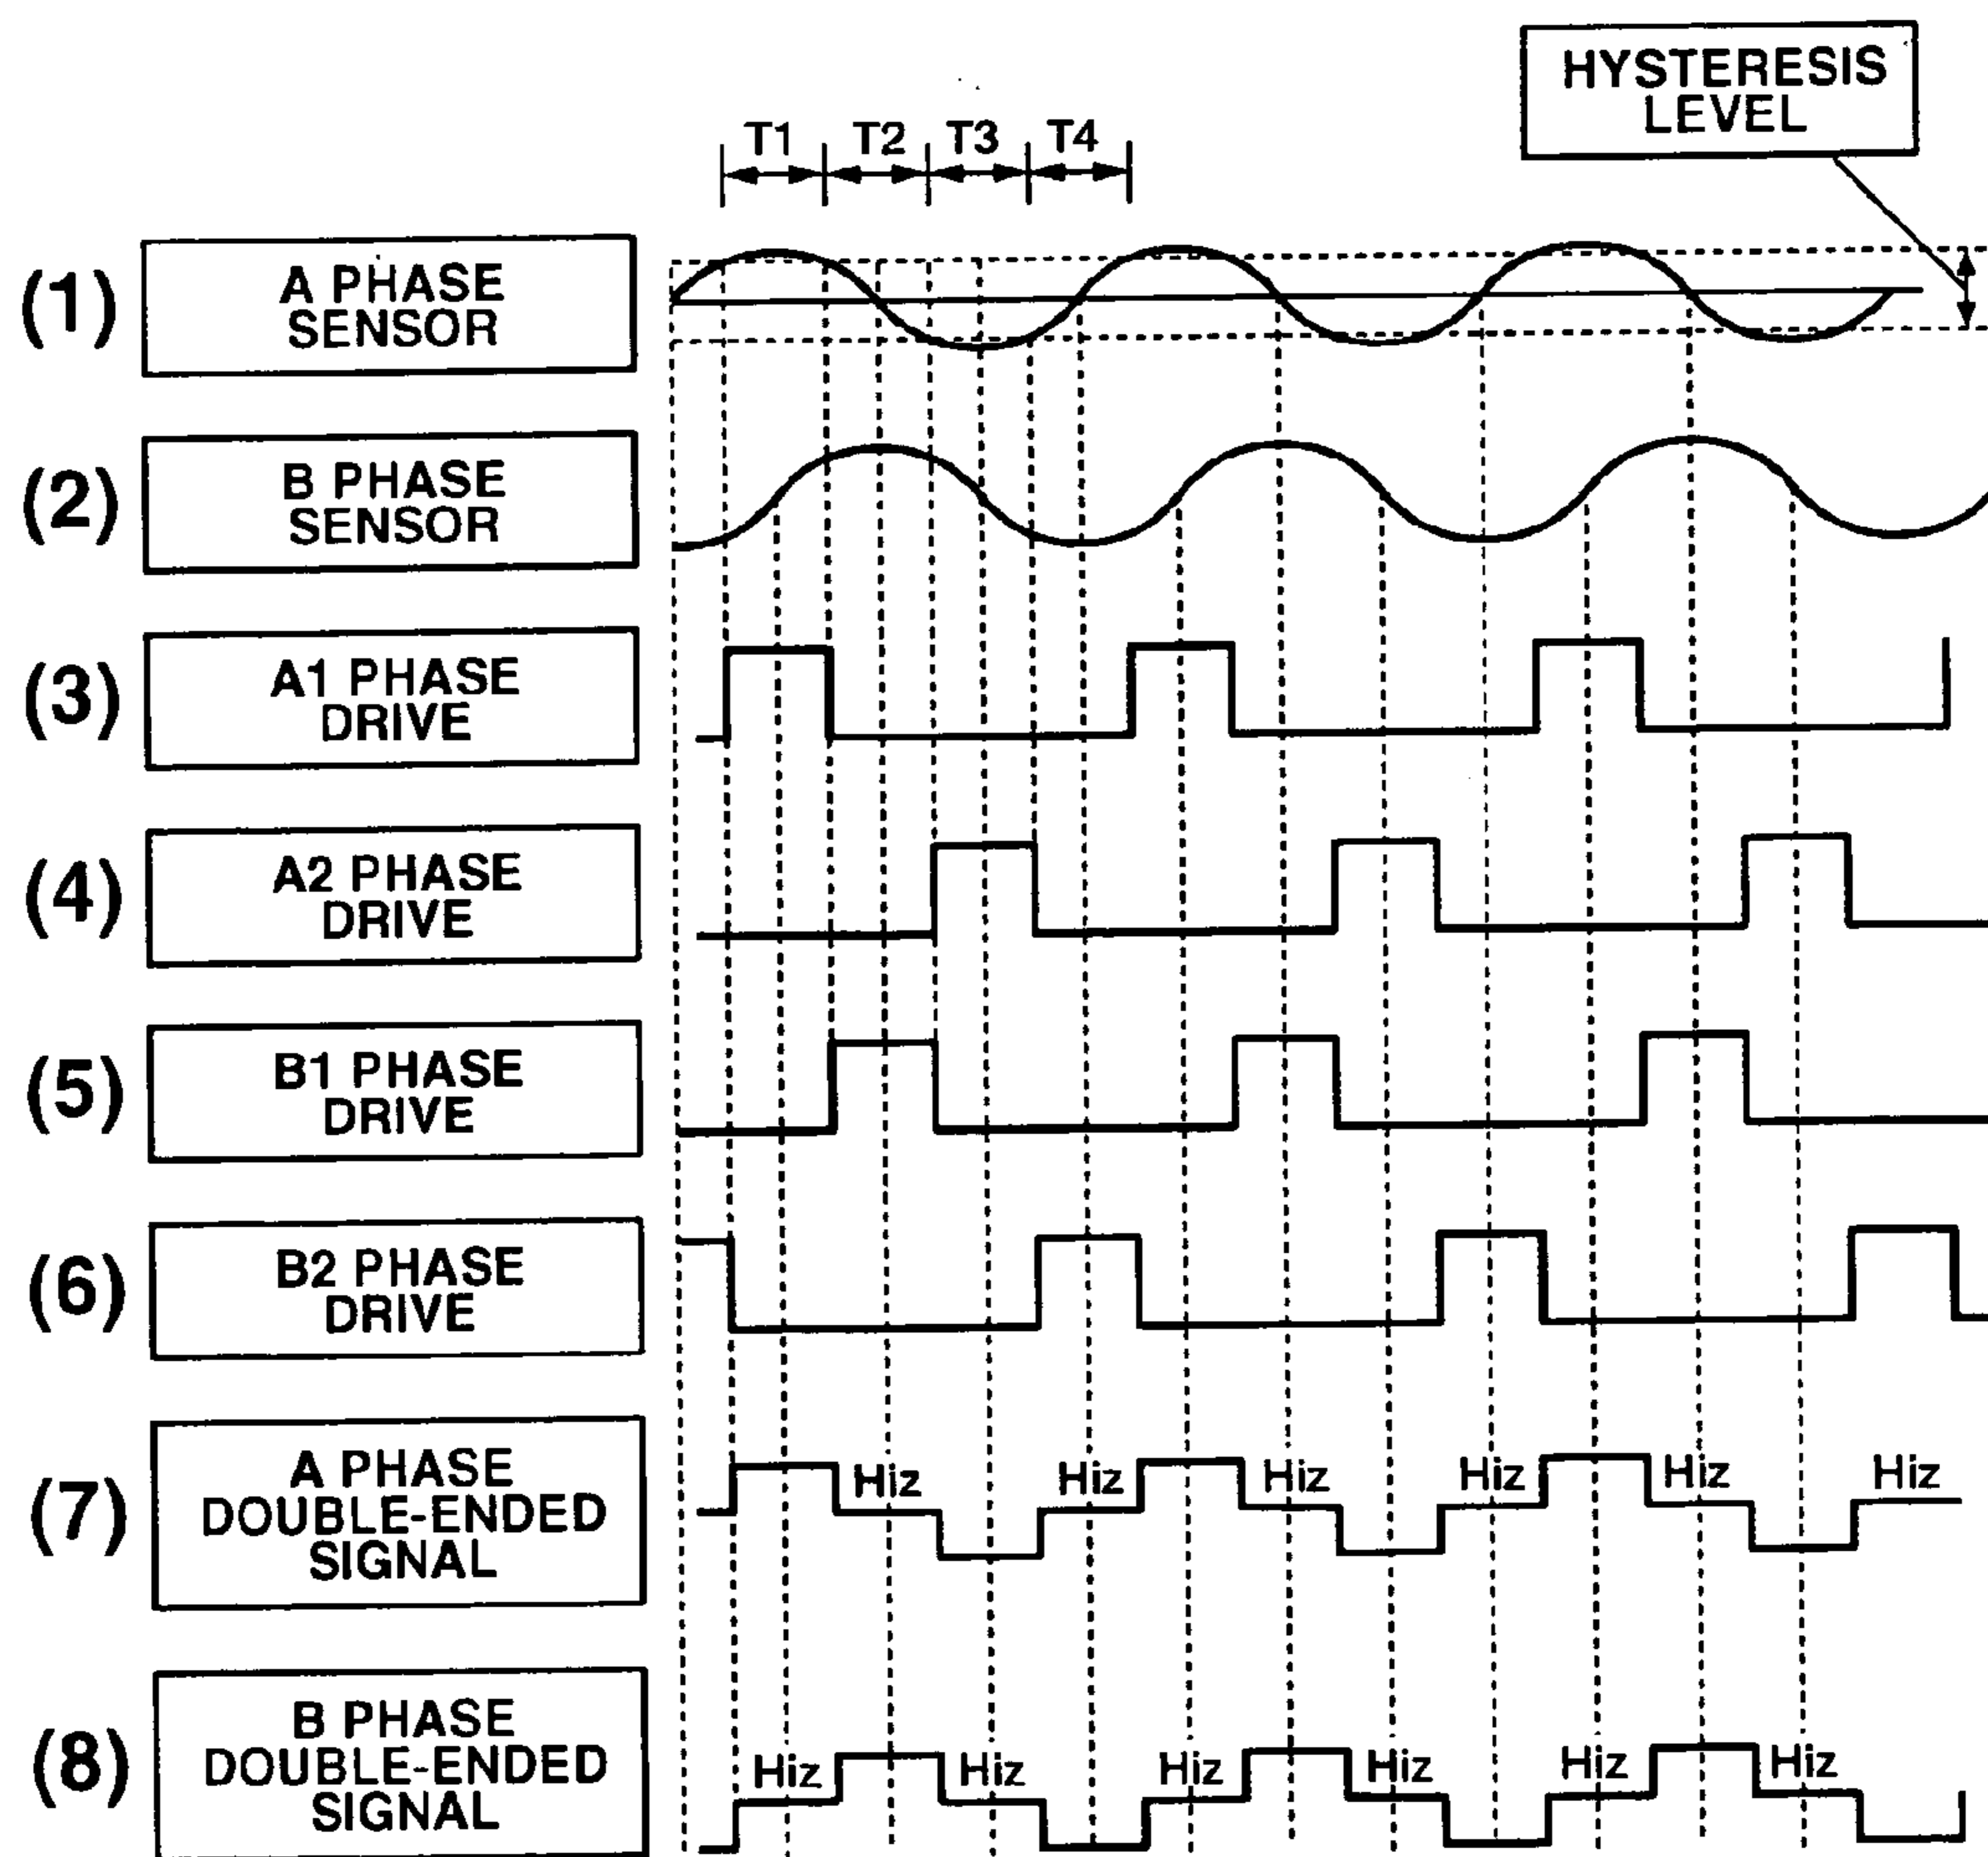 HYSTERESIS
LEVEL
T1 T2 T3 T4
(1) A PHASE
SENSOR
(2) B PHASE
SENSOR
(3) A1 PHASE
DRIVE
(4) A2 PHASE
DRIVE
(5) B1 PHASE
DRIVE
(6) B2 PHASE
DRIVE
(7) A PHASE
DOUBLE-ENDED
SIGNAL
Hiz Hiz Hiz Hiz Hiz Hiz
(8) B PHASE
DOUBLE-ENDED
SIGNAL
Hiz Hiz Hiz Hiz Hiz Hiz